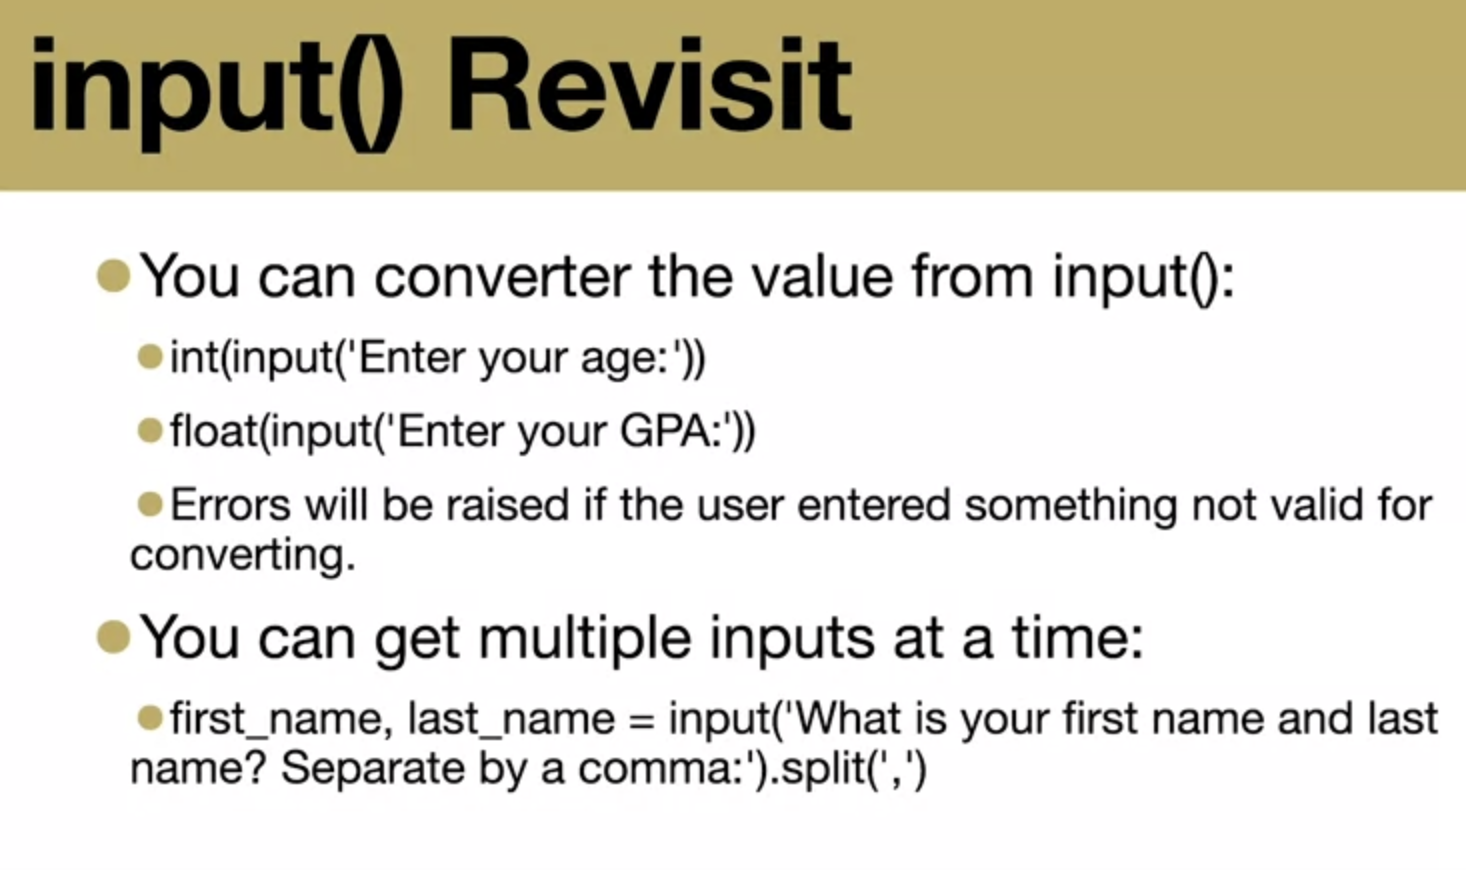 input() Revisit
You can converter the value from input():
int(input('Enter your age:'))
float(input('Enter your GPA:'))
Errors will be raised if the user entered something not valid for
converting.
You can get multiple inputs at a time:
first_name, last_name = input('What is your first name and last
name? Separate by a comma:').split(',')